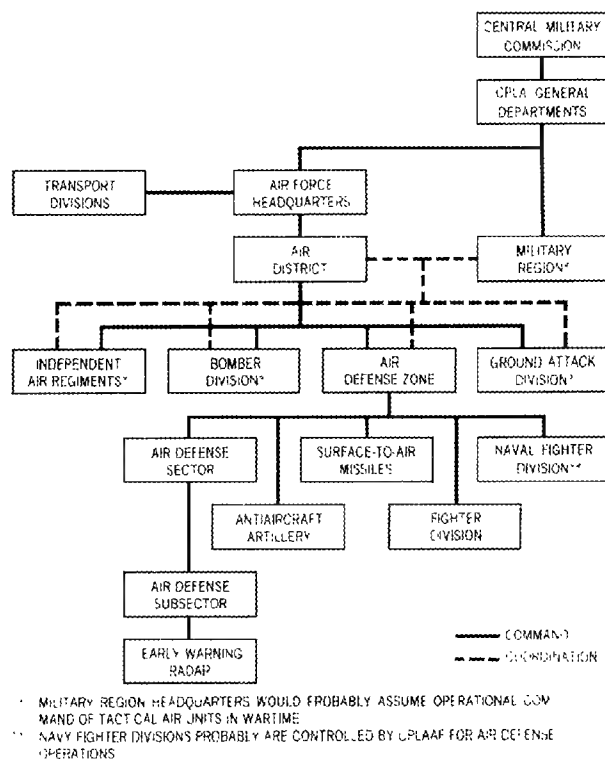 CENTRAL MILITARY
COMMISSION
CPLA GENERAL
DEPARTMENTS
TRANSPORT
DIVISIONS
AIR FORCE
HEADQUARTERS
AIR
DISTRICT
MILITARY
REGION*
INDEPENDENT
AIR REGIMENTS*
BOMBER
DIVISION*
AIR
DEFENSE ZONE
GROUND ATTACK
DIVISION*
AIR DEFENSE
SECTOR
SURFACE-TO-AIR
MISSILES
NAVAL FIGHTER
DIVISION**
ANTIAIRCRAFT
ARTILLERY
FIGHTER
DIVISION
AIR DEFENSE
SUBSECTOR
EARLY WARNING
RADAR
COMMAND
COORDINATION
* MILITARY REGION HEADQUARTERS WOULD PROBABLY ASSUME OPERATIONAL COM
MAND OF TACTICAL AIR UNITS IN WARTIME
** NAVY FIGHTER DIVISIONS PROBABLY ARE CONTROLLED BY CPLAAF FOR AIR DEFENSE
OPERATIONS